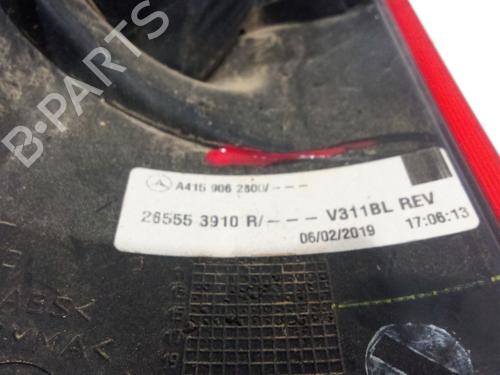 B-PARTS
A415 906 2800/---
26555 3910 R/--- V311BL REV
06/02/2019 17:06:13